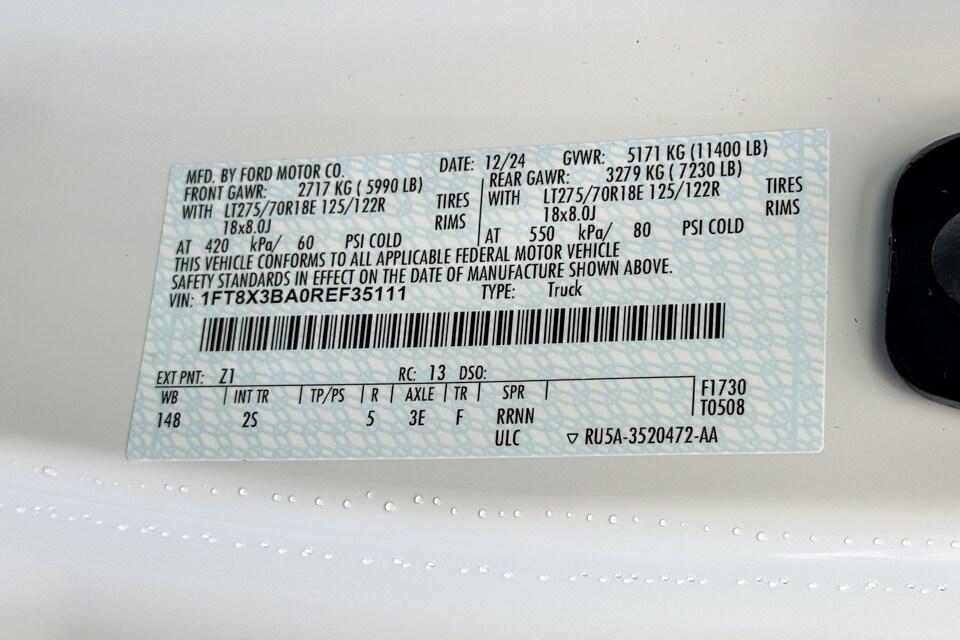 MFD. BY FORD MOTOR CO. DATE: 12/24 GVWR: 5171 KG (11400 LB)
FRONT GAWR: 2717 KG ( 5990 LB) REAR GAWR: 3279 KG ( 7230 LB)
WITH LT275/70R18E 125/122R TIRES WITH LT275/70R18E 125/122R TIRES
18x8.0J RIMS 18x8.0J RIMS
AT 420 kPa/ 60 PSI COLD AT 550 kPa/ 80 PSI COLD
THIS VEHICLE CONFORMS TO ALL APPLICABLE FEDERAL MOTOR VEHICLE
SAFETY STANDARDS IN EFFECT ON THE DATE OF MANUFACTURE SHOWN ABOVE.
VIN: 1FT8X3BA0REF35111 TYPE: Truck
EXT PNT: Z1 RC: 13 DSO:
WB INT TR TP/PS R AXLE TR SPR F1730
148 2S 5 3E F RRNN T0508
ULC ▽ RU5A-3520472-AA